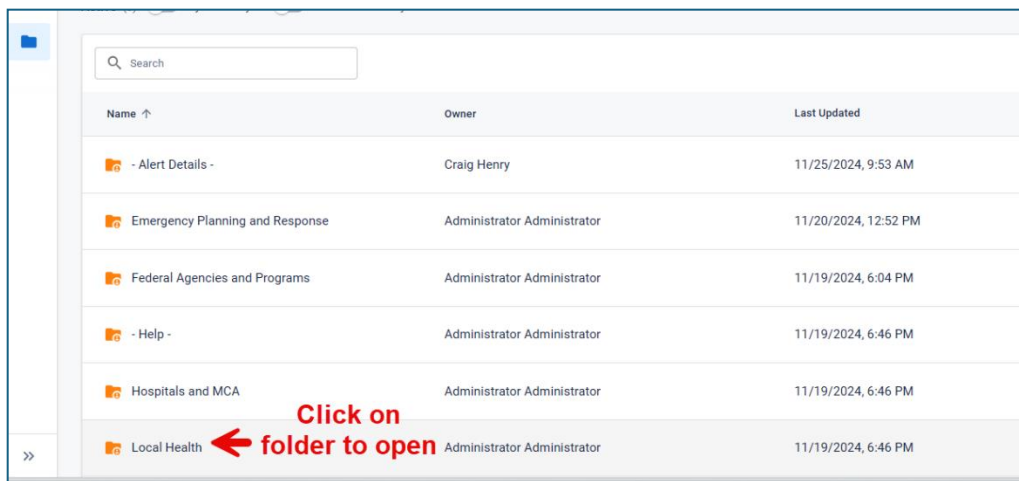 Search
Name ↑ Owner Last Updated
- Alert Details - Craig Henry 11/25/2024, 9:53 AM
Emergency Planning and Response Administrator Administrator 11/20/2024, 12:52 PM
Federal Agencies and Programs Administrator Administrator 11/19/2024, 6:04 PM
- Help - Administrator Administrator 11/19/2024, 6:46 PM
Hospitals and MCA Administrator Administrator 11/19/2024, 6:46 PM
Click on
folder to open
Local Health Administrator Administrator 11/19/2024, 6:46 PM